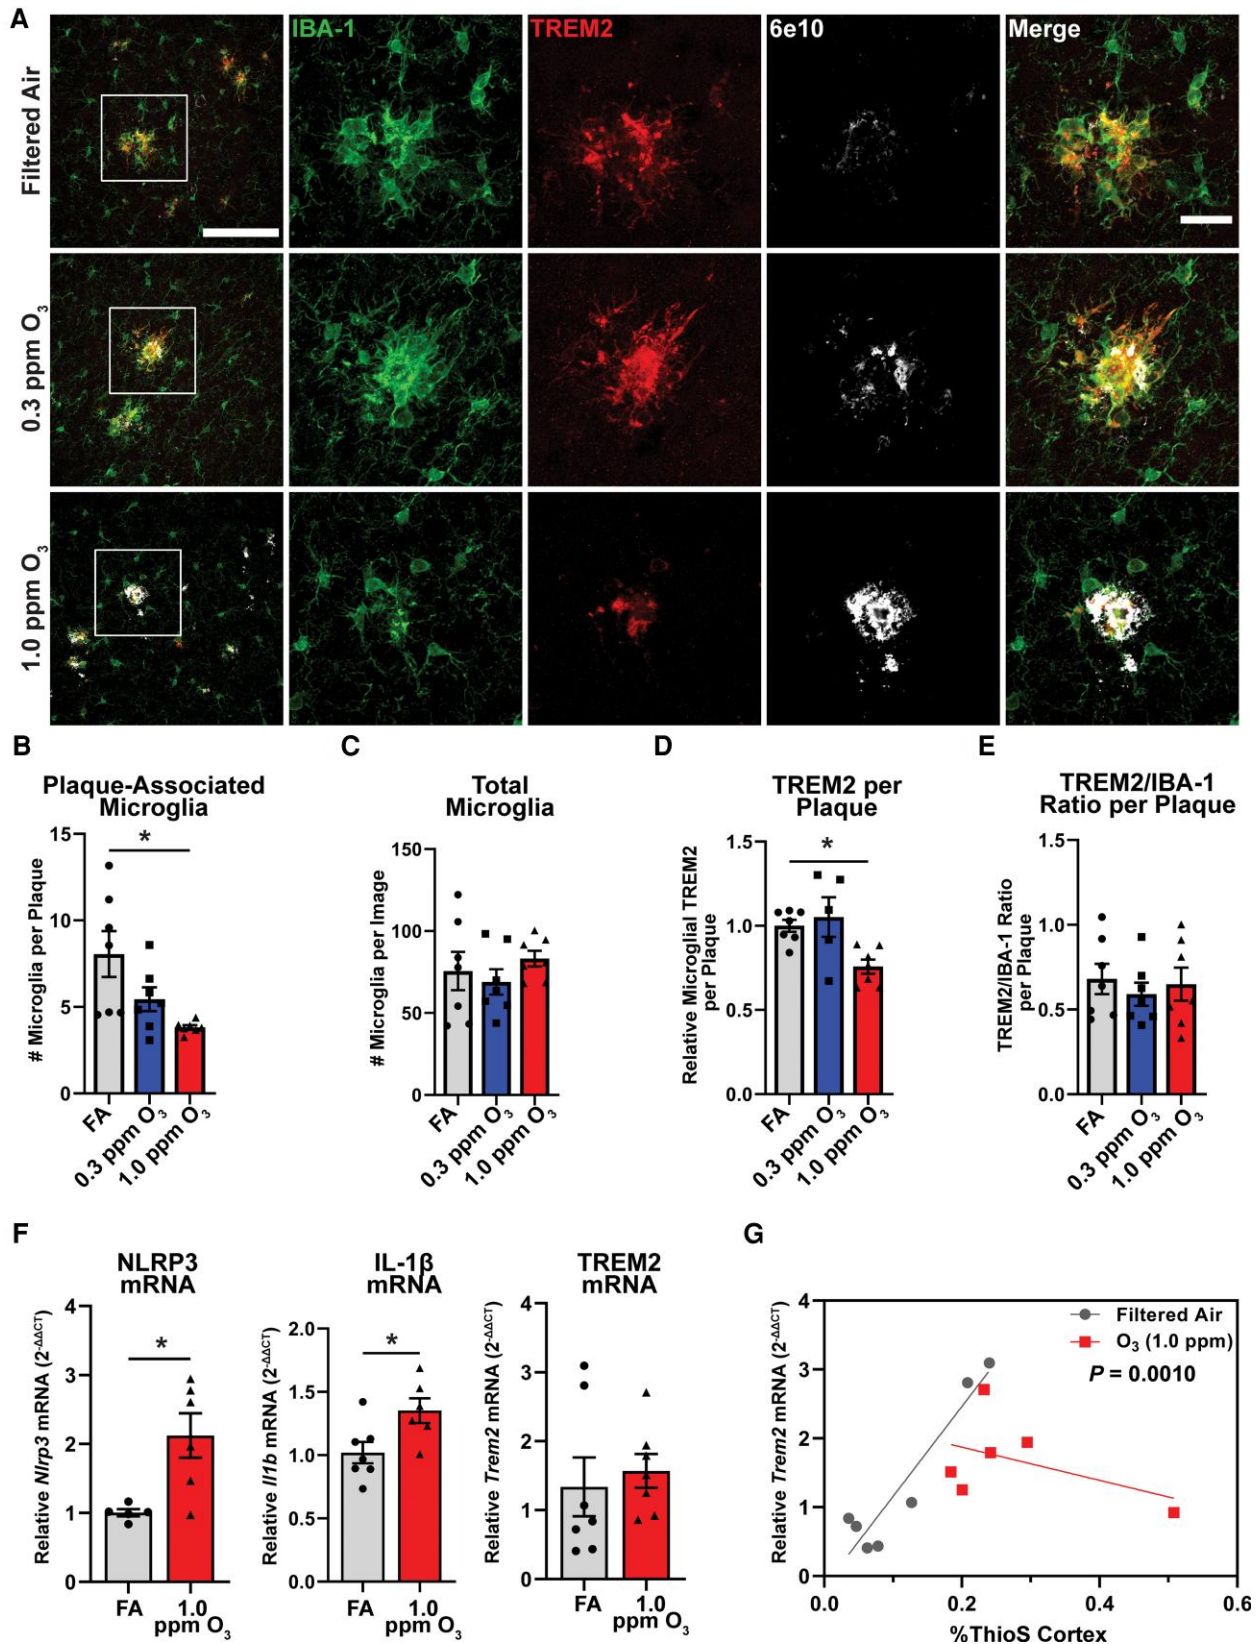 A
IBA-1
TREM2
6e10
Merge
Filtered Air
0.3 ppm O₃
1.0 ppm O₃
B
C
D
E
Plaque-Associated
Microglia
# Microglia per Plaque
15
10
5
0
FA
0.3 ppm O₃
1.0 ppm O₃
Total
Microglia
# Microglia per Image
150
100
50
0
FA
0.3 ppm O₃
1.0 ppm O₃
TREM2 per
Plaque
Relative Microglial TREM2
per Plaque
1.5
1.0
0.5
0.0
FA
0.3 ppm O₃
1.0 ppm O₃
TREM2/IBA-1
Ratio per Plaque
TREM2/IBA-1 Ratio
per Plaque
1.5
1.0
0.5
0.0
FA
0.3 ppm O₃
1.0 ppm O₃
*
*
F
NLRP3
mRNA
Relative Nlrp3 mRNA (2-ΔΔCT)
4
3
2
1
0
*
FA
1.0
ppm O₃
IL-1β
mRNA
Relative Il1b mRNA (2-ΔΔCT)
2.0
1.5
1.0
0.5
0.0
*
FA
1.0
ppm O₃
TREM2
mRNA
Relative Trem2 mRNA (2-ΔΔCT)
4
3
2
1
0
FA
1.0
ppm O₃
G
Relative Trem2 mRNA (2-ΔΔCT)
4
3
2
1
0
Filtered Air
O₃ (1.0 ppm)
P = 0.0010
0.0
0.2
0.4
0.6
%ThioS Cortex